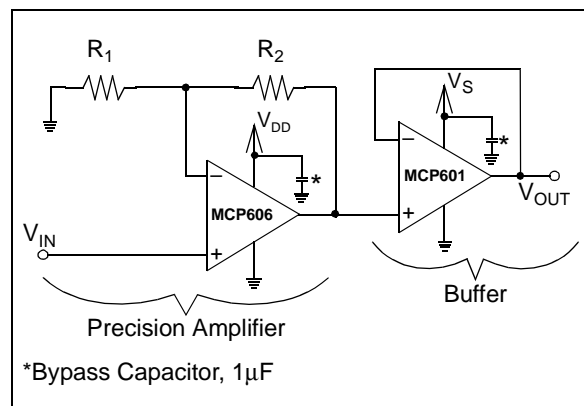 R1
R2
VDD
VS
*
*
−
MCP606
+
−
MCP601
+
VIN
VOUT
Precision Amplifier
Buffer
*Bypass Capacitor, 1μF